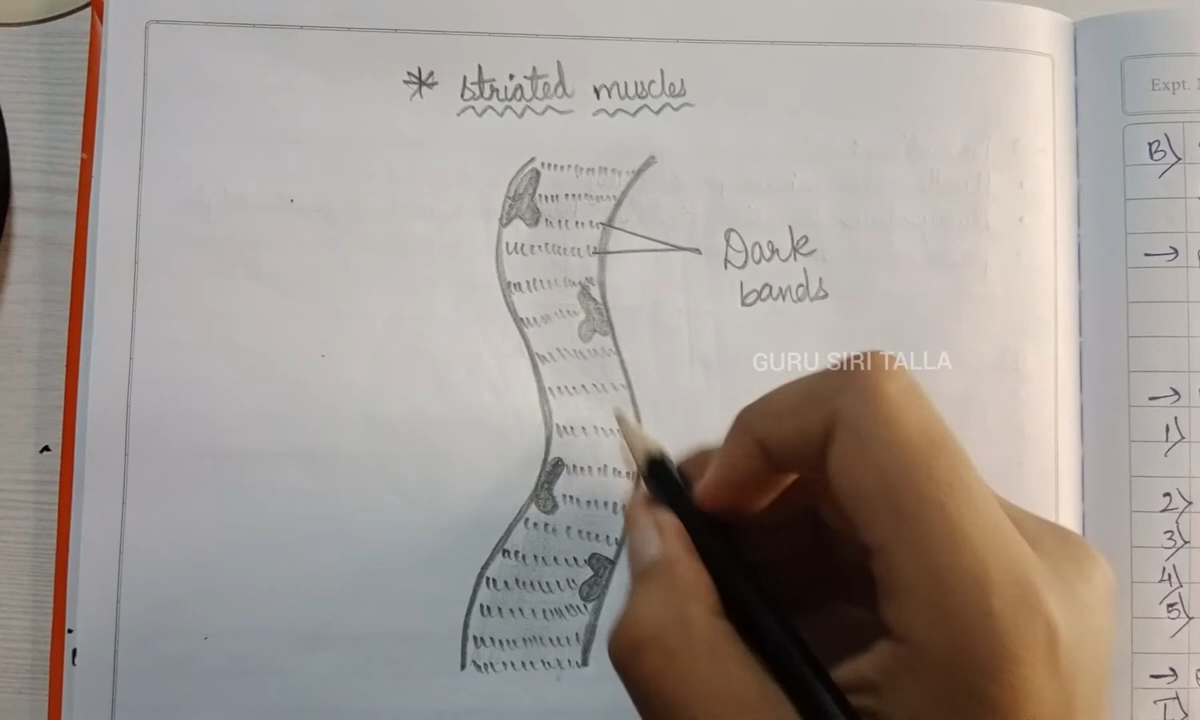 * Striated muscles
Dark
bands
GURU SIRI TALLA
Expt.
B)
→
→
1)
2)
3)
4)
5)
→